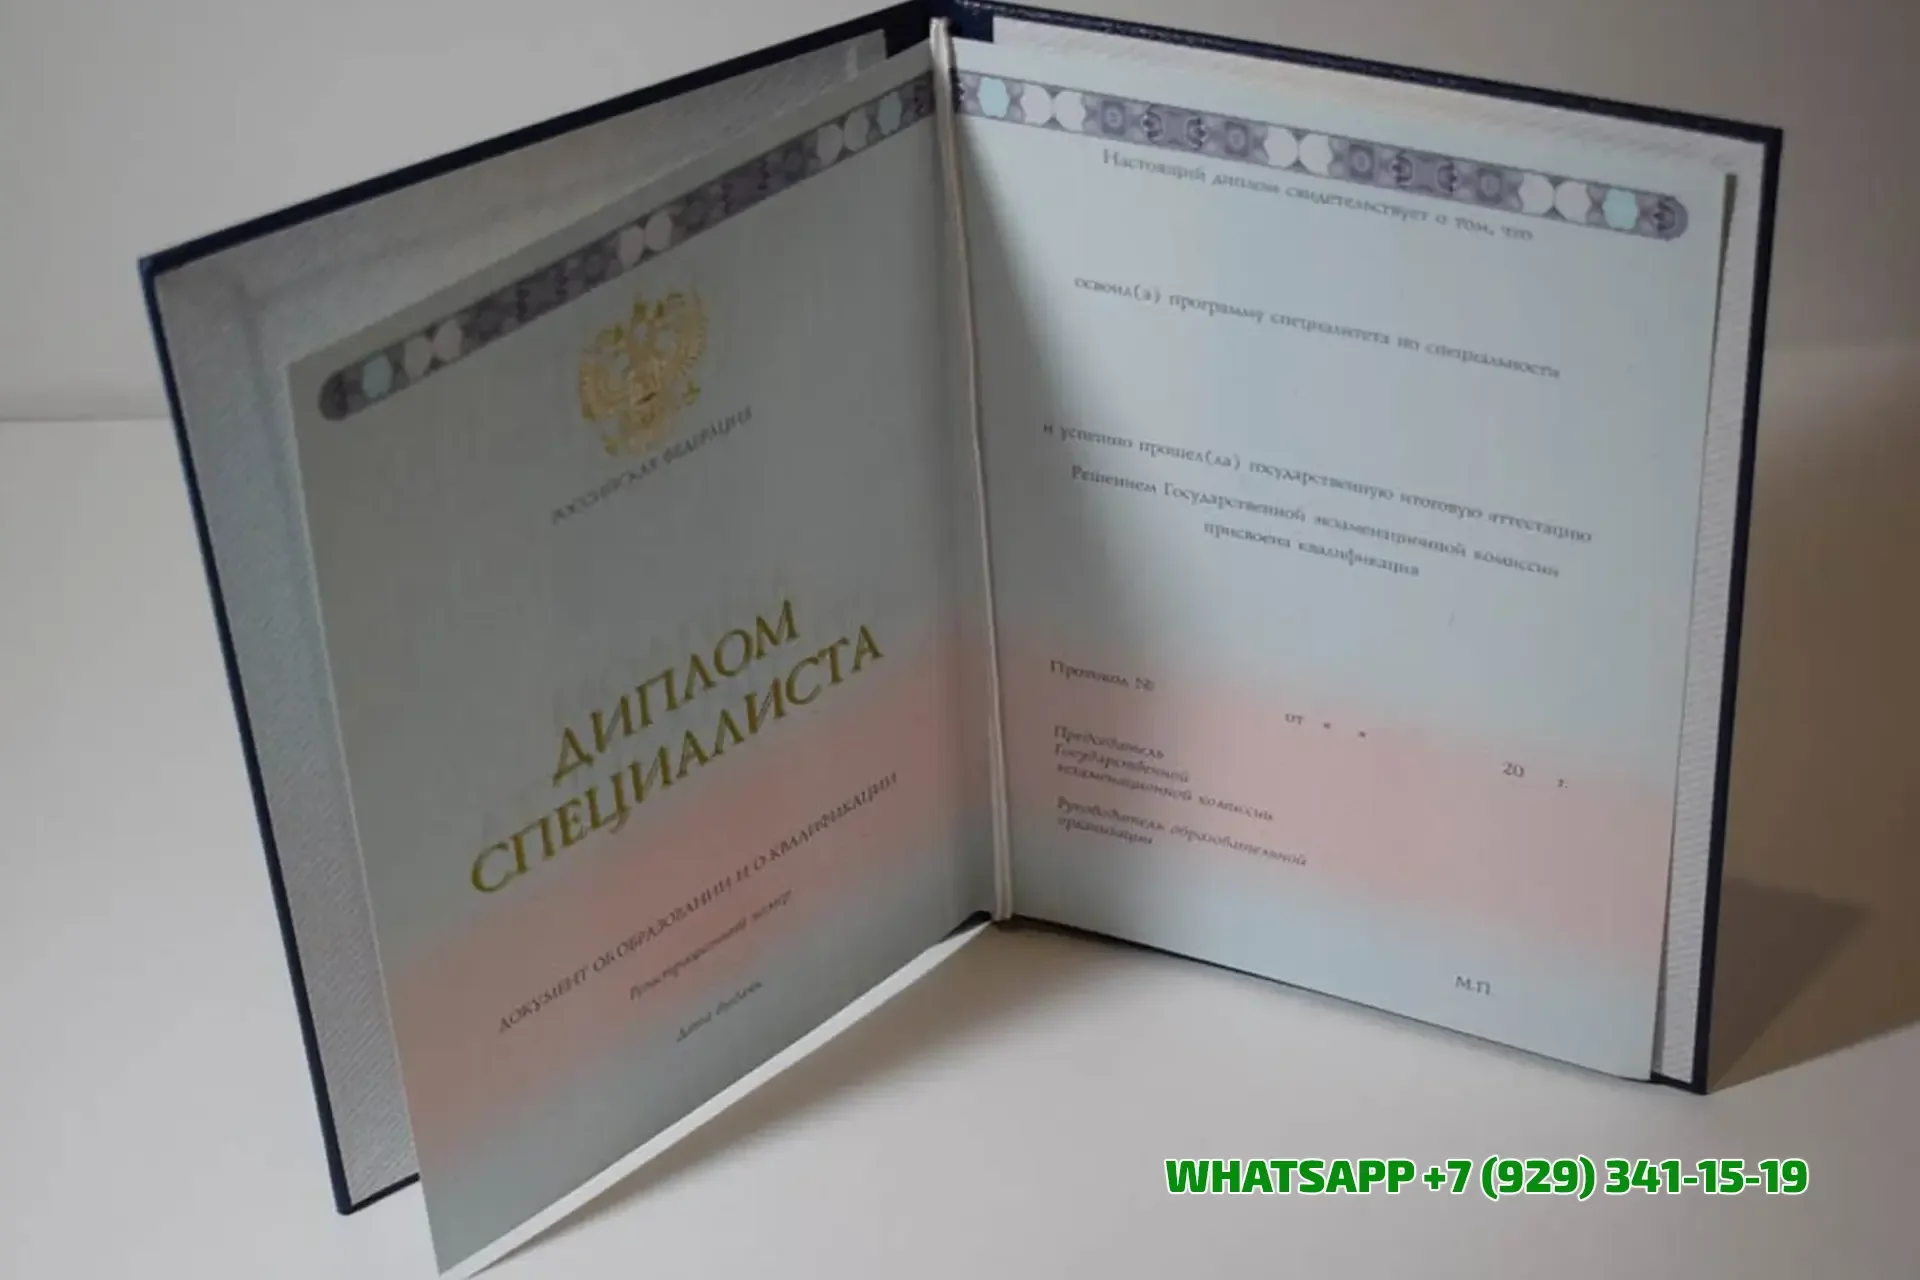 РОССИЙСКАЯ ФЕДЕРАЦИЯ
ДИПЛОМ
СПЕЦИАЛИСТА
ДОКУМЕНТ ОБ ОБРАЗОВАНИИ И О КВАЛИФИКАЦИИ
Регистрационный номер
Дата выдачи
Настоящий диплом свидетельствует о том, что
освоил(а) программу специалитета по специальности
и успешно прошел(ла) государственную итоговую аттестацию
Решением Государственной экзаменационной комиссии
присвоена квалификация
Протокол №
от « »
20 г.
Председатель
Государственной
экзаменационной комиссии
Руководитель образовательной
организации
М.П.
WHATSAPP +7 (929) 341-15-19